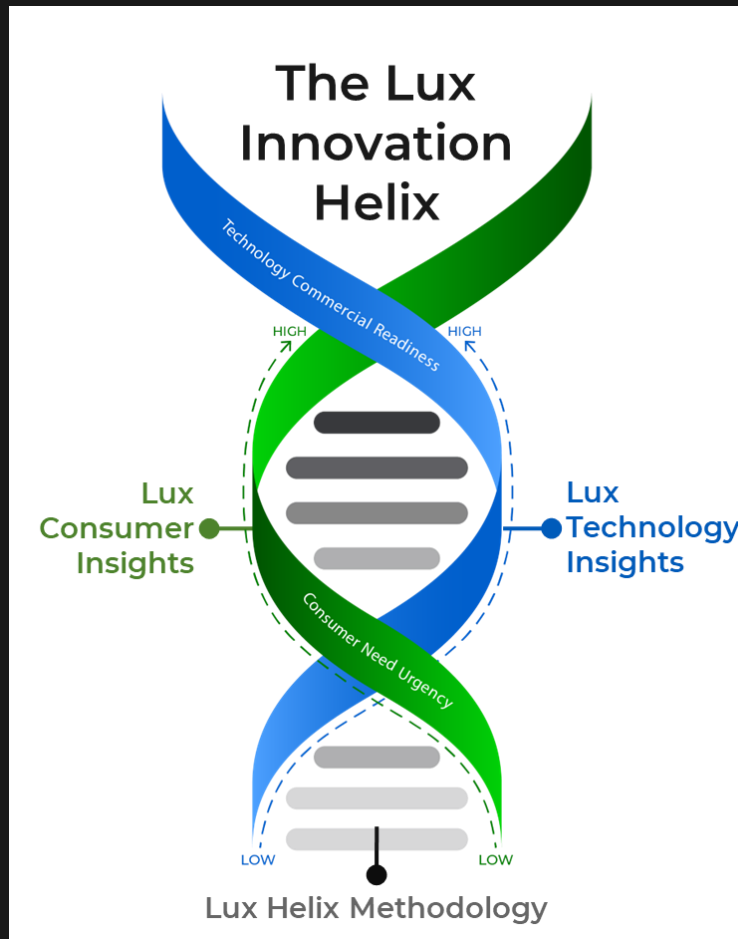 The Lux
Innovation
Helix
Technology Commercial Readiness
HIGH
HIGH
Lux
Consumer
Insights
Lux
Technology
Insights
Consumer Need Urgency
LOW
LOW
Lux Helix Methodology